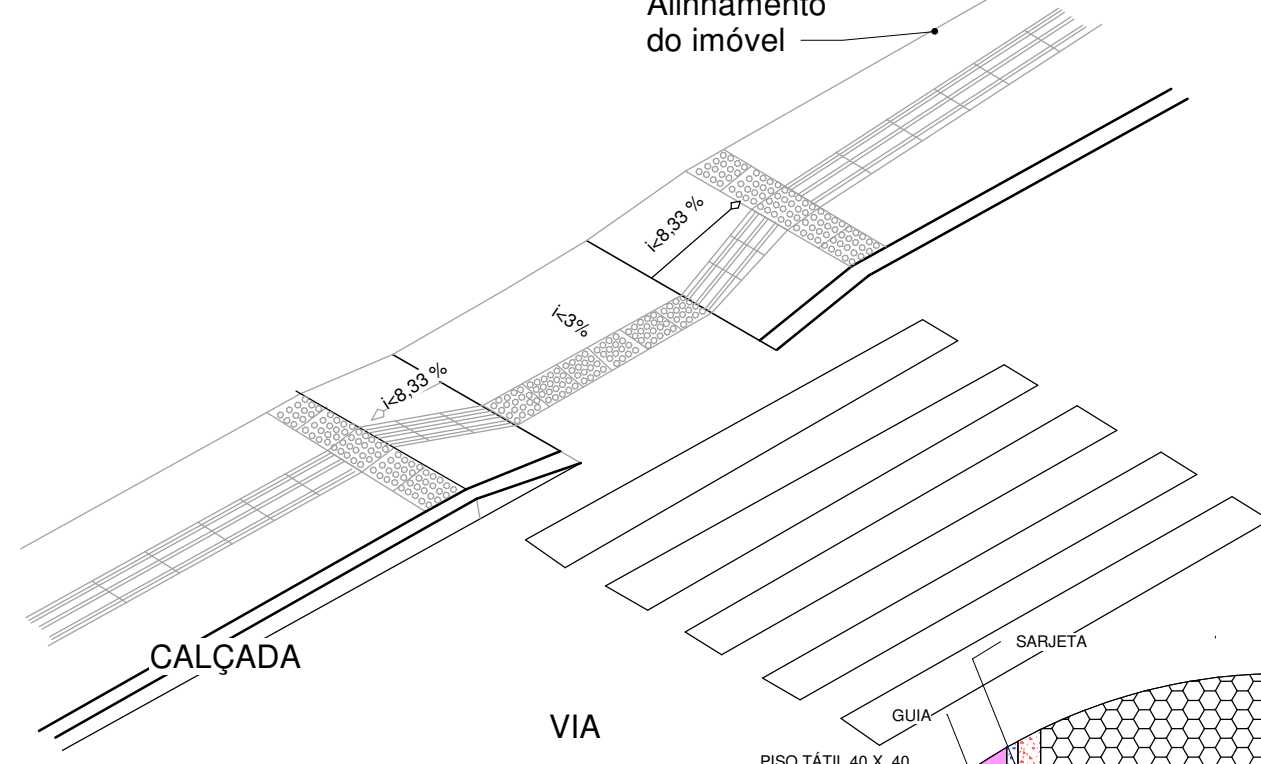 Alinhamento
do imóvel
i<8,33 %
i<3%
i<8,33 %
CALÇADA
SARJETA
GUIA
VIA
PISO TÁTIL 40 X 40